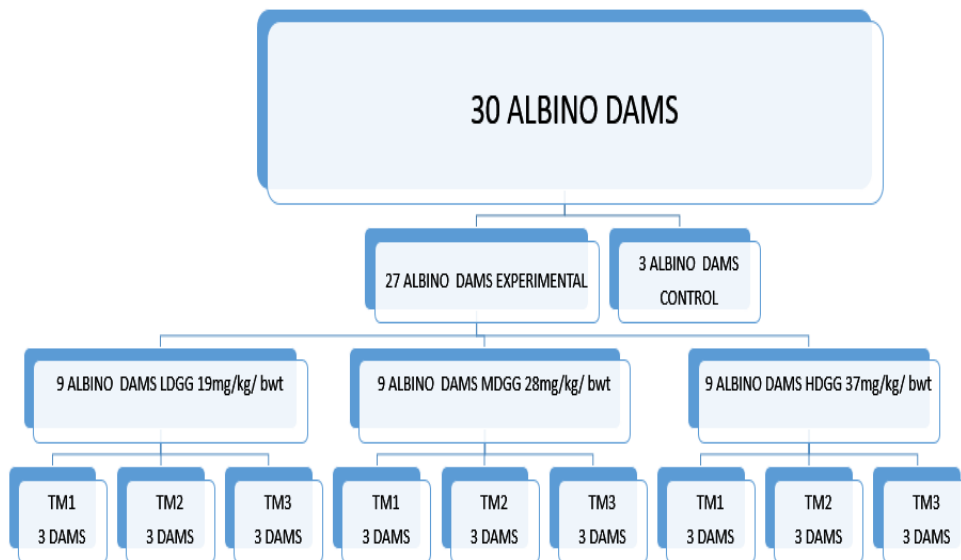 30 ALBINO DAMS
27 ALBINO DAMS EXPERIMENTAL
3 ALBINO DAMS
CONTROL
9 ALBINO DAMS LDGG 19mg/kg/ bwt
9 ALBINO DAMS MDGG 28mg/kg/ bwt
9 ALBINO DAMS HDGG 37mg/kg/ bwt
TM1
3 DAMS
TM2
3 DAMS
TM3
3 DAMS
TM1
3 DAMS
TM2
3 DAMS
TM3
3 DAMS
TM1
3 DAMS
TM2
3 DAMS
TM3
3 DAMS